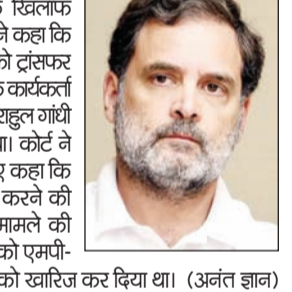 खिलाफ
ने कहा कि
को ट्रांसफर
कार्यकर्ता
राहुल गांधी
था। कोर्ट ने
कहा कि
करने की
मामले की
को एमपी-
को खारिज कर दिया था। (अनंत ज्ञान)